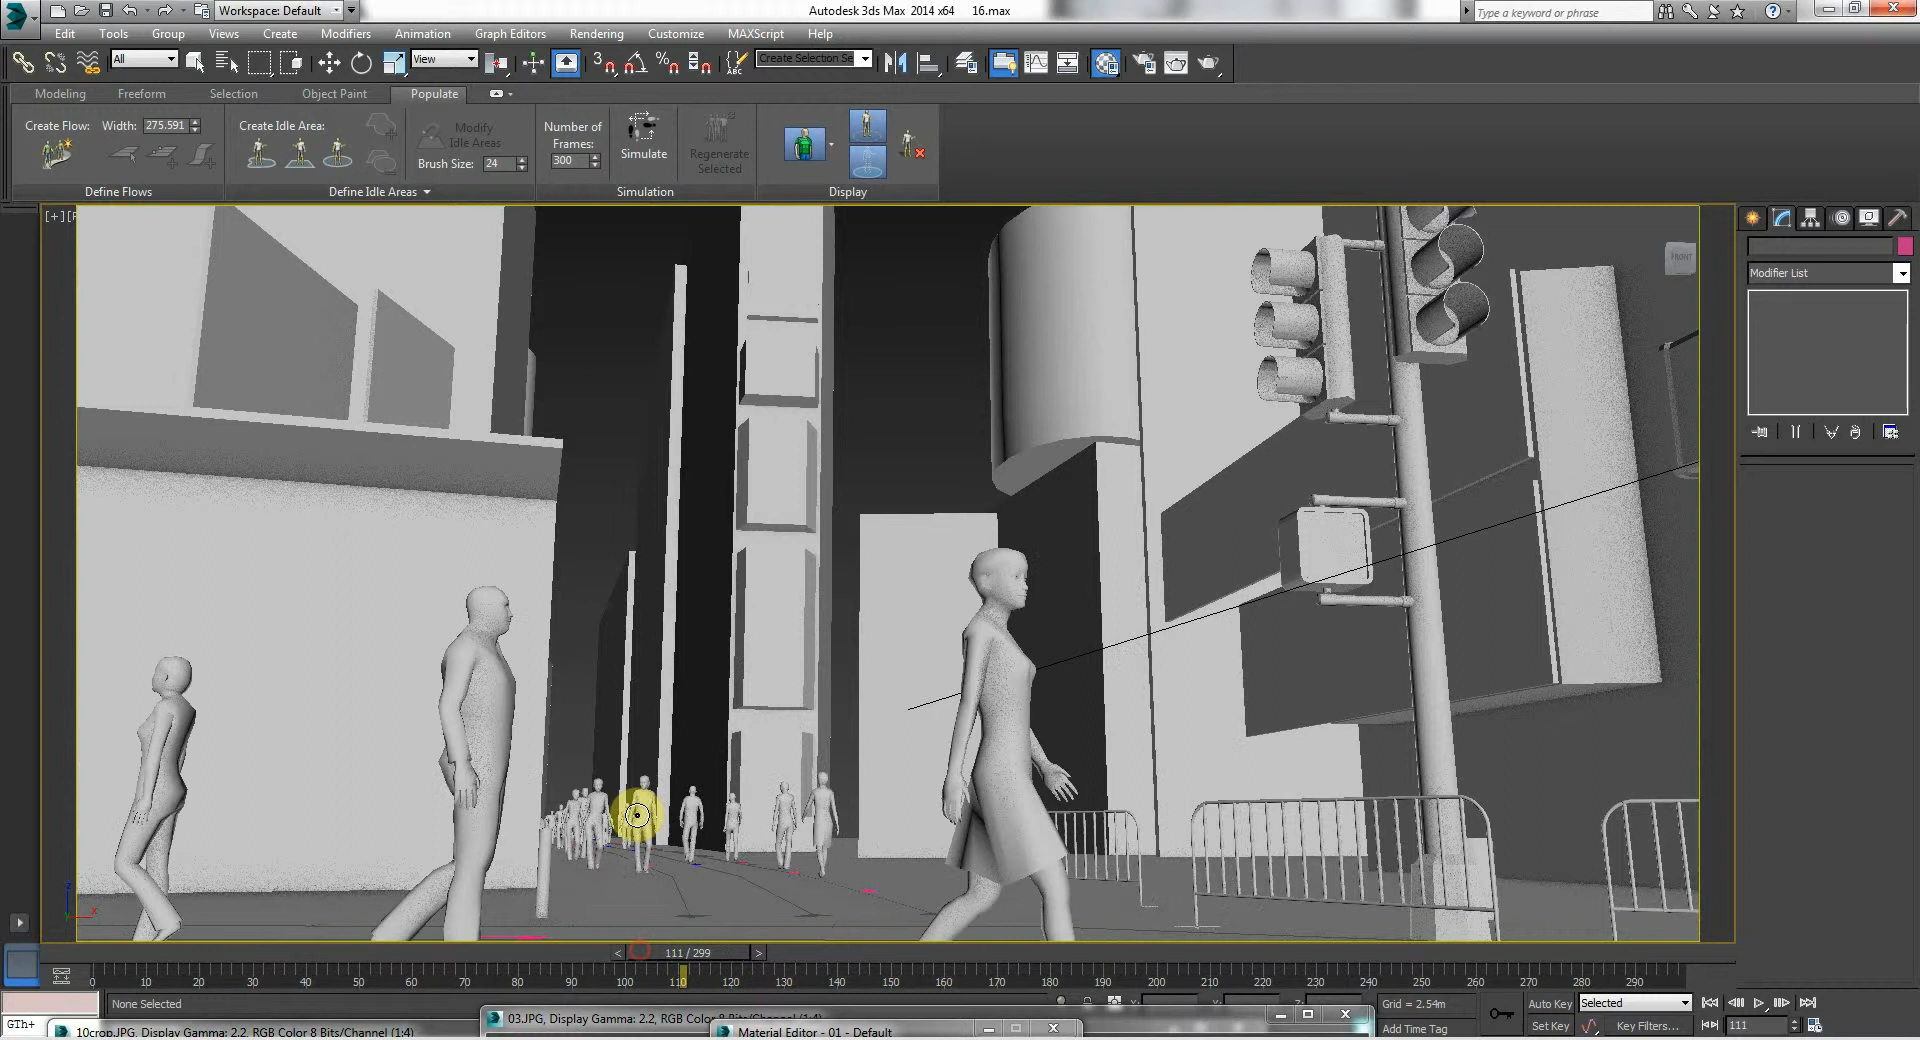 Workspace: Default
Autodesk 3ds Max 2014 x64 16.max
Type a keyword or phrase
Edit Tools Group Views Create Modifiers Animation Graph Editors Rendering Customize MAXScript Help
All View Create Selection Se
Modeling Freeform Selection Object Paint Populate
Create Flow: Width: 275.591
Create Idle Area:
Modify
Idle Areas
Brush Size: 24
Number of
Frames:
300
Simulate
Regenerate
Selected
Define Flows Define Idle Areas Simulation Display
[+]
FRONT
Modifier List
111 / 299
0 10 20 30 40 50 60 70 80 90 100 110 120 130 140 150 160 170 180 190 200 210 220 230 240 250 260 270 280 290
None Selected
Grid = 2.54m
Auto Key Selected
GTh+
10crop.JPG, Display Gamma: 2.2, RGB Color 8 Bits/Channel (1:4)
03.JPG, Display Gamma: 2.2, RGB Color 8 Bits/Channel (1:4)
Material Editor - 01 - Default
Add Time Tag
Set Key Key Filters... 111